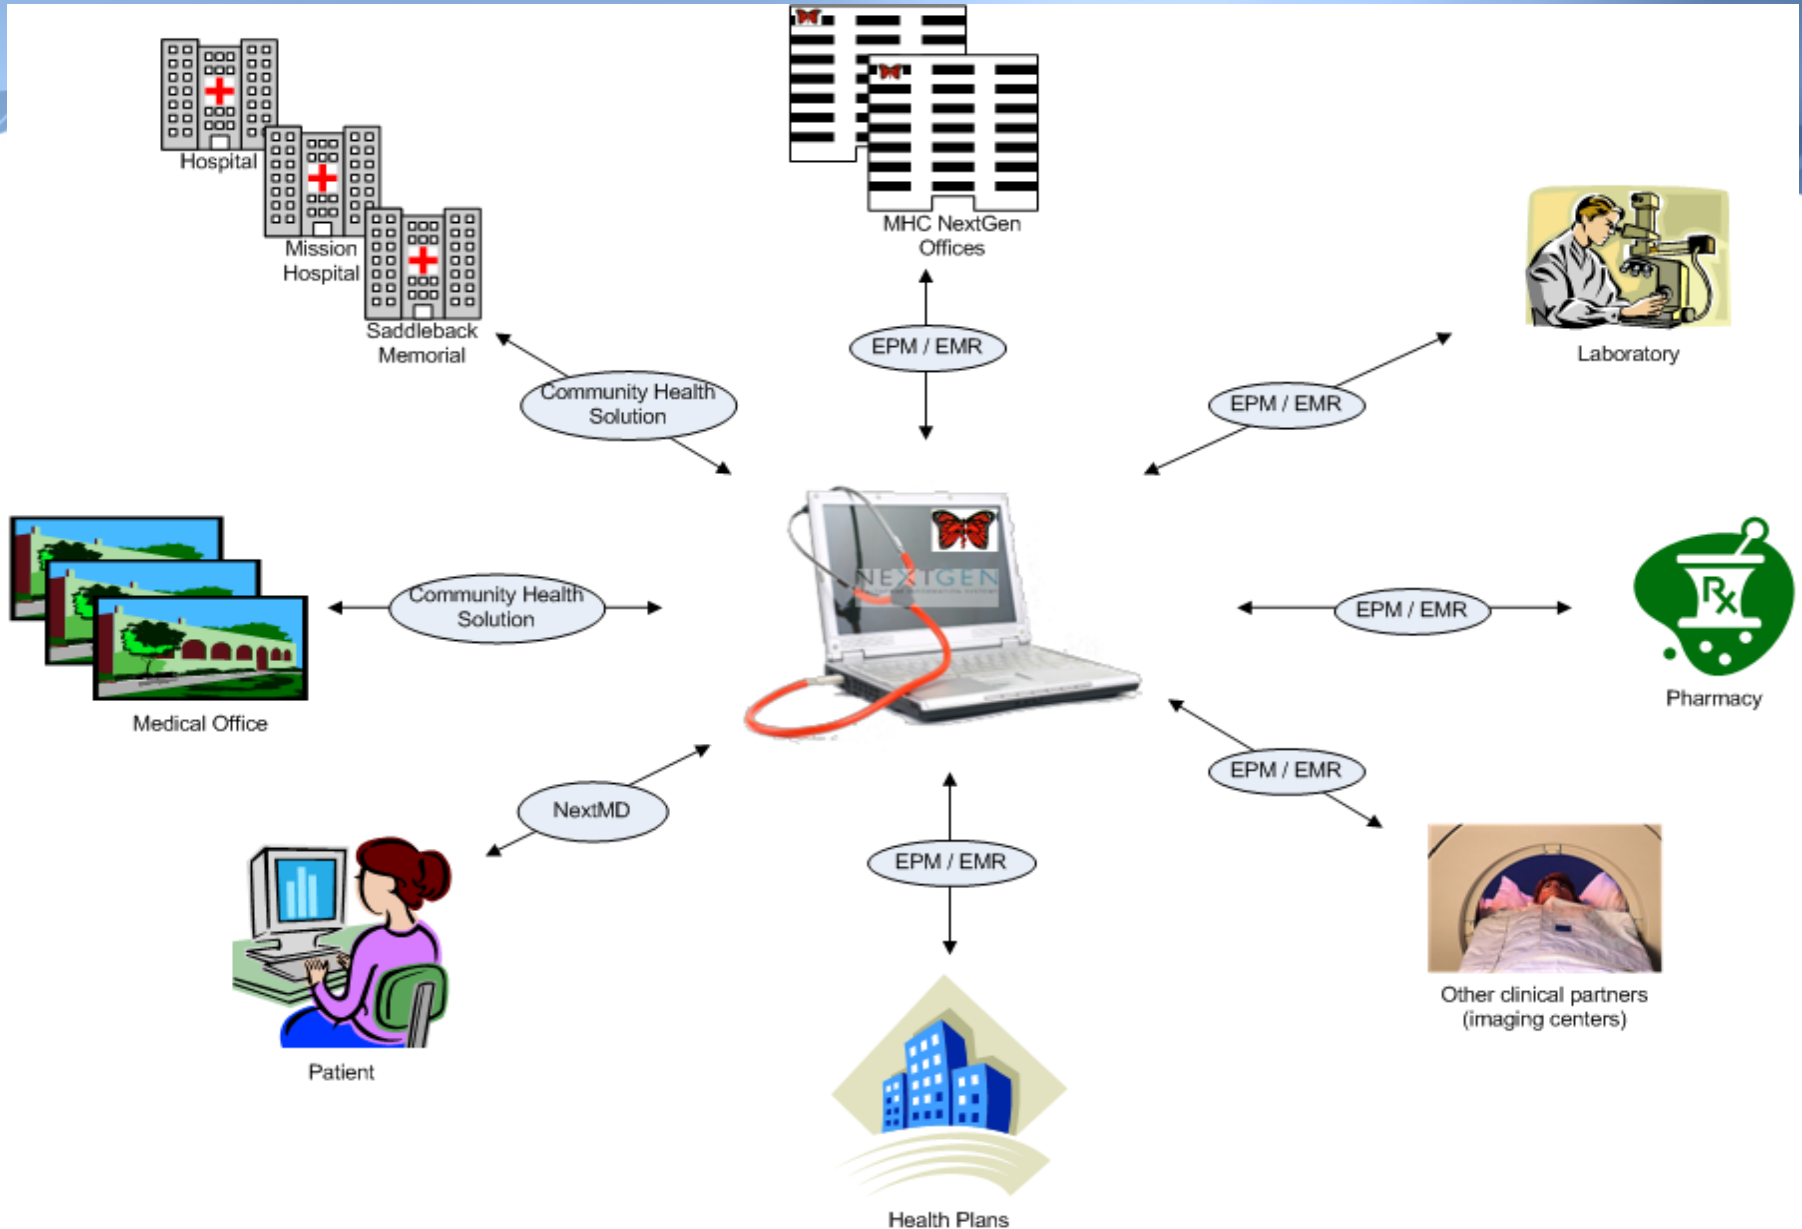 Hospital
Mission
Hospital
Saddleback
Memorial
MHC NextGen
Offices
Laboratory
EPM / EMR
Community Health
Solution
EPM / EMR
NEXTGEN
Community Health
Solution
EPM / EMR
Rx
Pharmacy
Medical Office
EPM / EMR
NextMD
EPM / EMR
Other clinical partners
(imaging centers)
Patient
Health Plans